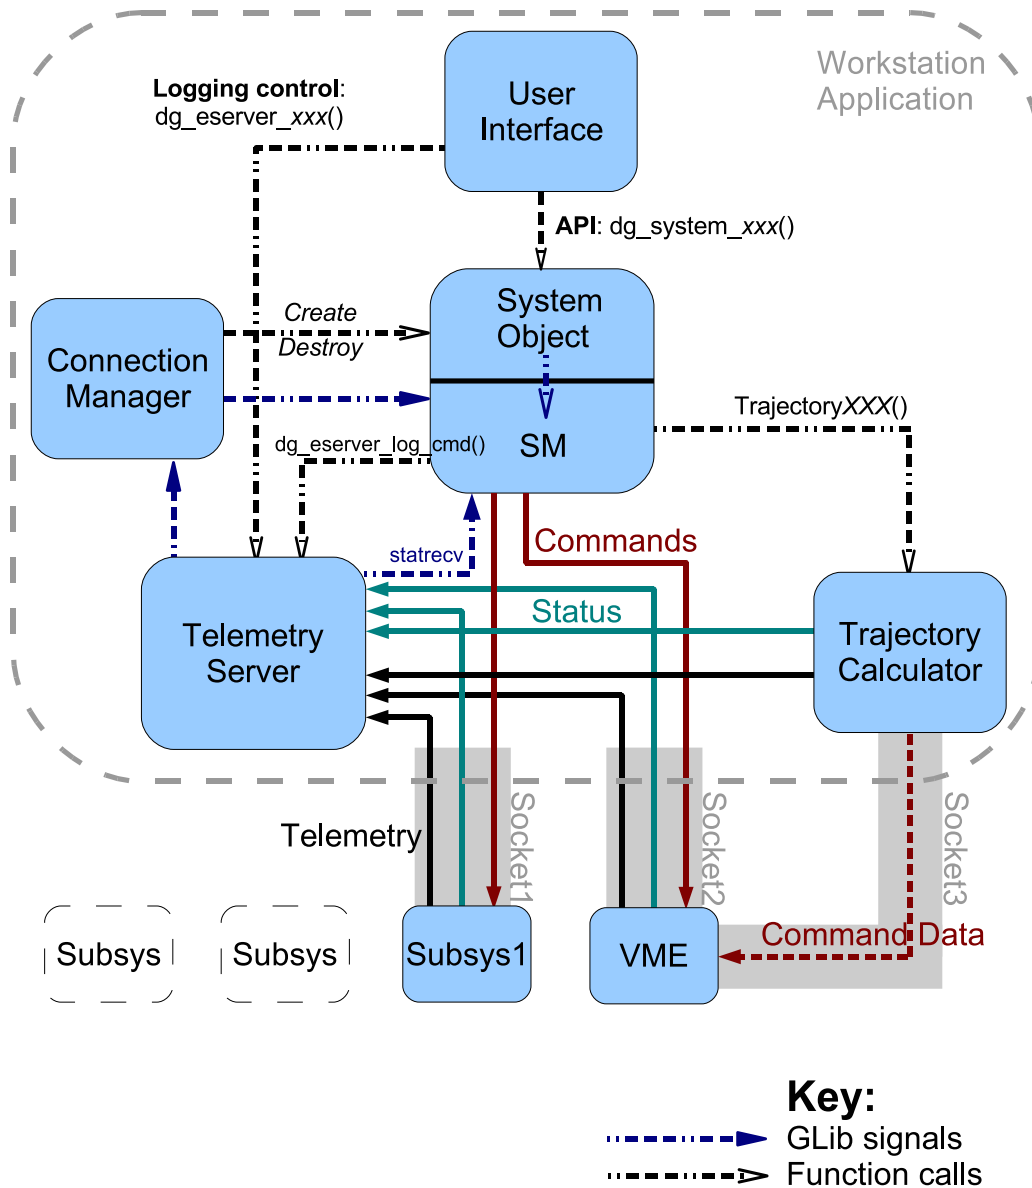 Workstation
Application
User
Interface
Logging control:
dg_eserver_xxx()
API: dg_system_xxx()
System
Object
Create
Destroy
Connection
Manager
SM
TrajectoryXXX()
dg_eserver_log_cmd()
Commands
statrecv
Status
Telemetry
Server
Trajectory
Calculator
Telemetry
Socket1
Socket2
Socket3
Command Data
Subsys
Subsys
Subsys1
VME
Key:
GLib signals
Function calls